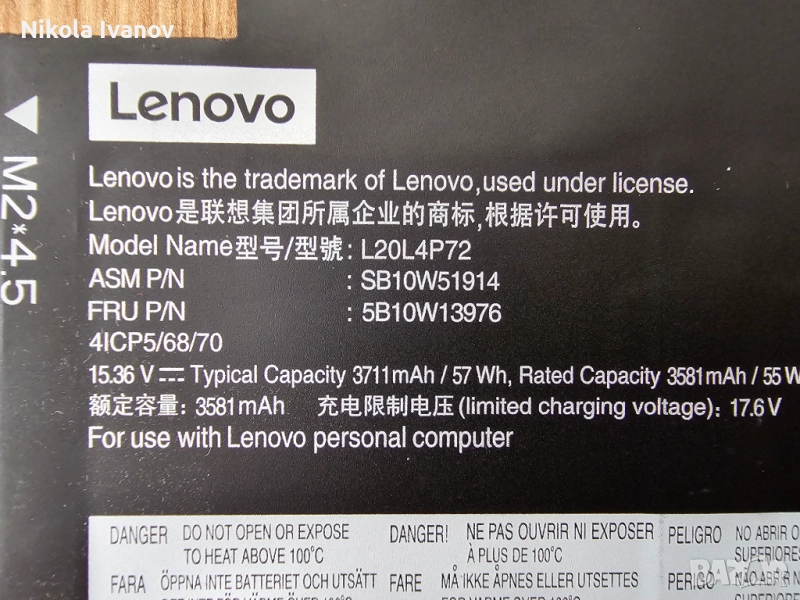 Nikola Ivanov
Lenovo
M2*4.5
Lenovo is the trademark of Lenovo,used under license.
Lenovo是联想集团所属企业的商标,根据许可使用。
Model Name型号/型號: L20L4P72
ASM P/N : SB10W51914
FRU P/N : 5B10W13976
4ICP5/68/70
15.36 V⎓ Typical Capacity 3711mAh / 57 Wh, Rated Capacity 3581mAh / 55 W
额定容量: 3581mAh 充电限制电压(limited charging voltage): 17.6 V
For use with Lenovo personal computer
DANGER DO NOT OPEN OR EXPOSE
TO HEAT ABOVE 100°C
DANGER! NE PAS OUVRIR NI EXPOSER
À PLUS DE 100°C
PELIGRO NO ABRIR O
SUPERIORES
FARA ÖPPNA INTE BATTERIET OCH UTSÄTT
FARE MÅ IKKE ÅPNES ELLER UTSETTES
PERIGO NÃO ABRIR N